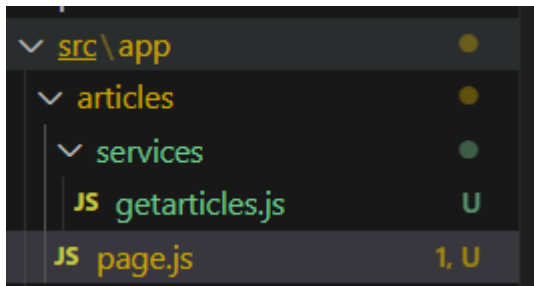 src\app
articles
services
JS getarticles.js U
JS page.js 1, U